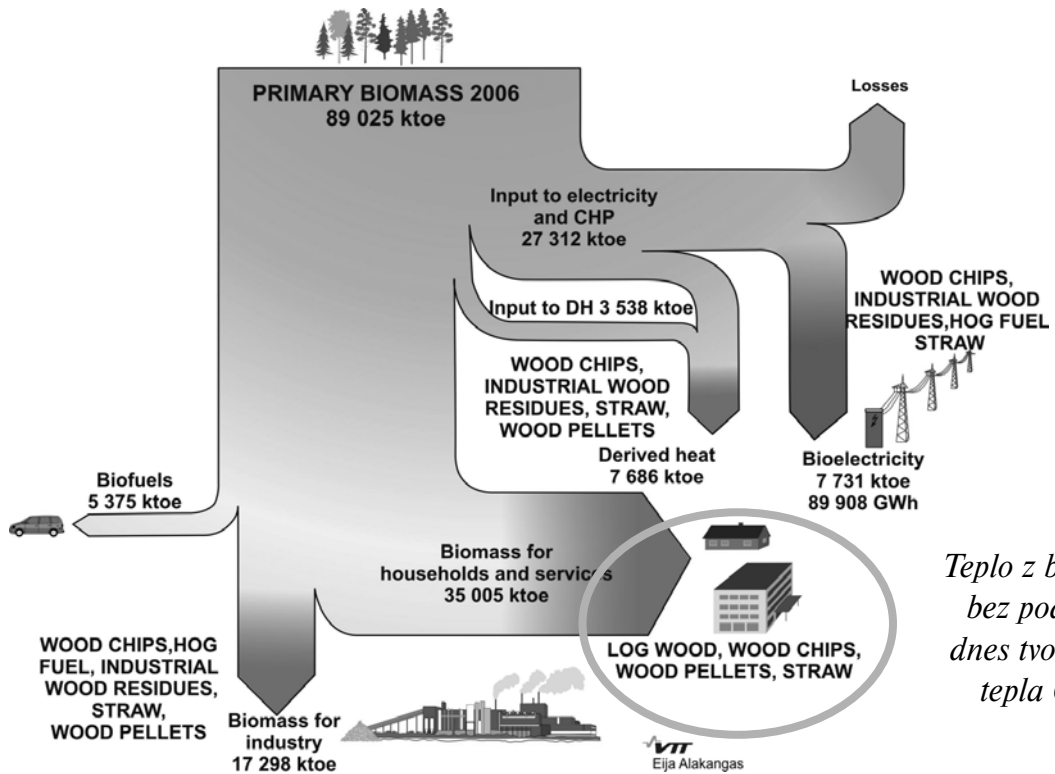 PRIMARY BIOMASS 2006
89 025 ktoe
Losses
Input to electricity
and CHP
27 312 ktoe
WOOD CHIPS,
INDUSTRIAL WOOD
RESIDUES,HOG FUEL
STRAW
Input to DH 3 538 ktoe
WOOD CHIPS,
INDUSTRIAL WOOD
RESIDUES, STRAW,
WOOD PELLETS
Derived heat
7 686 ktoe
Bioelectricity
7 731 ktoe
89 908 GWh
Biofuels
5 375 ktoe
Biomass for
households and services
35 005 ktoe
LOG WOOD, WOOD CHIPS,
WOOD PELLETS, STRAW
Teplo z b
bez po
dnes tvo
tepla
WOOD CHIPS,HOG
FUEL, INDUSTRIAL
WOOD RESIDUES,
STRAW,
WOOD PELLETS
Biomass for
industry
17 298 ktoe
VTT
Eija Alakangas